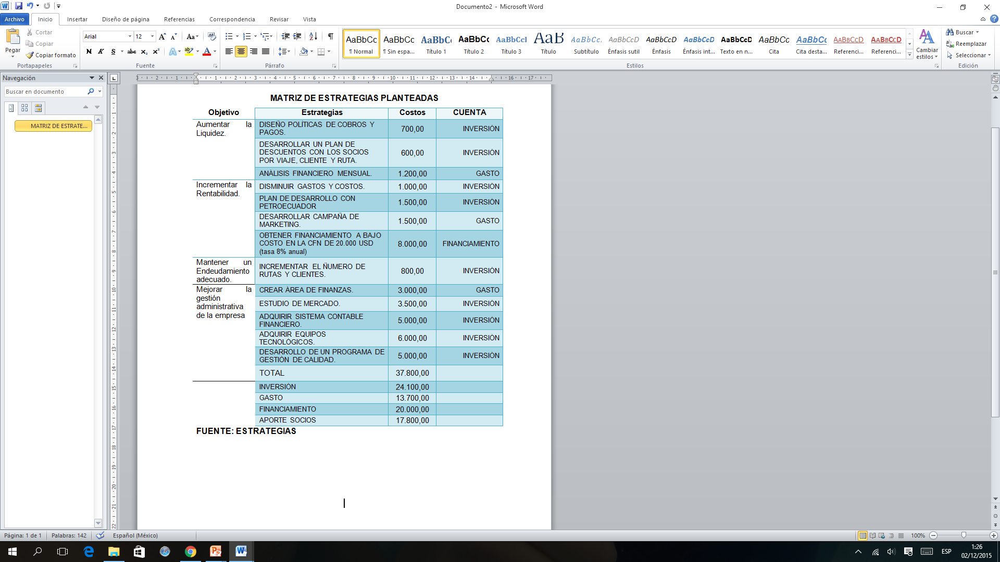 Documento2 - Microsoft Word
Archivo Inicio Insertar Diseño de página Referencias Correspondencia Revisar Vista
Pegar
Cortar
Copiar
Copiar formato
Portapapeles
Arial 12
N K S abc x₂ x²
Fuente
Párrafo
AaBbCc ¶ Normal
AaBbCc ¶ Sin espa...
AaBbC Título 1
AaBbCc Título 2
AaBbCcI Título 3
AaB Título
AaBbCc. Subtítulo
AaBbCcD Énfasis sutil
AaBbCcD Énfasis
AaBbCcD Énfasis int...
AaBbCcD Texto en n...
AaBbCc Cita
AaBbCc Cita desta...
AaBbCcD Referenci...
AaBbCcD Referenci...
Cambiar estilos
Estilos
Buscar
Reemplazar
Seleccionar
Edición
Navegación
Buscar en documento
MATRIZ DE ESTRATE...
MATRIZ DE ESTRATEGIAS PLANTEADAS
Objetivo Estrategias Costos CUENTA
Aumentar la
Liquidez.
DISEÑO POLÍTICAS DE COBROS Y
PAGOS.
700,00 INVERSIÓN
DESARROLLAR UN PLAN DE
DESCUENTOS CON LOS SOCIOS
POR VIAJE, CLIENTE Y RUTA.
600,00 INVERSIÓN
ANÁLISIS FINANCIERO MENSUAL. 1.200,00 GASTO
Incrementar la
Rentabilidad.
DISMINUIR GASTOS Y COSTOS. 1.000,00 INVERSIÓN
PLAN DE DESARROLLO CON
PETROECUADOR
1.500,00 INVERSIÓN
DESARROLLAR CAMPAÑA DE
MARKETING.
1.500,00 GASTO
OBTENER FINANCIAMIENTO A BAJO
COSTO EN LA CFN DE 20.000 USD
(tasa 8% anual)
8.000,00 FINANCIAMIENTO
Mantener un
Endeudamiento
adecuado.
INCREMENTAR EL ÑUMERO DE
RUTAS Y CLIENTES.
800,00 INVERSIÓN
Mejorar la
gestión
administrativa
de la empresa
CREAR ÁREA DE FINANZAS. 3.000,00 GASTO
ESTUDIO DE MERCADO. 3.500,00 INVERSIÓN
ADQUIRIR SISTEMA CONTABLE
FINANCIERO.
5.000,00 INVERSIÓN
ADQUIRIR EQUIPOS
TECNOLÓGICOS.
6.000,00 INVERSIÓN
DESARROLLO DE UN PROGRAMA DE
GESTIÓN DE CALIDAD.
5.000,00 INVERSIÓN
TOTAL 37.800,00
INVERSIÓN 24.100,00
GASTO 13.700,00
FINANCIAMIENTO 20.000,00
APORTE SOCIOS 17.800,00
FUENTE: ESTRATEGIAS
Página: 1 de 1 Palabras: 142 Español (México) 100%
ESP
1:26
02/12/2015